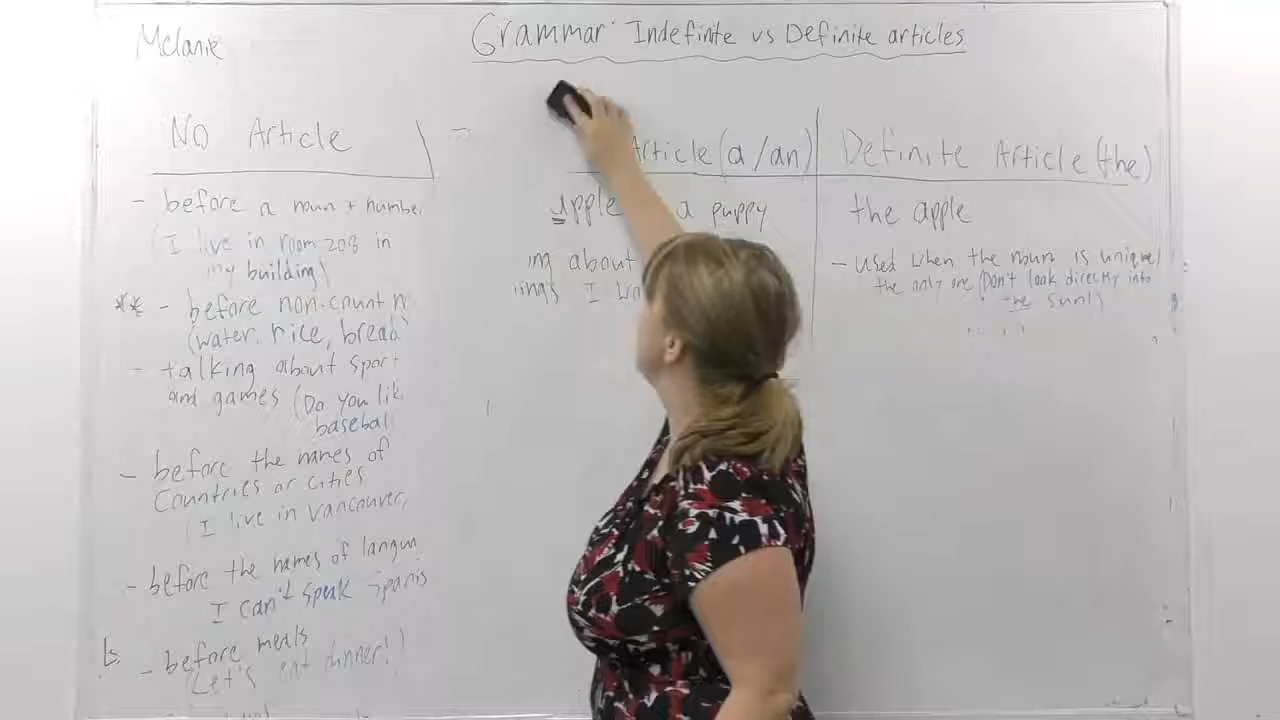 Melanie
Grammar: Indefinite vs Definite articles
No Article
- before a noun + number
(I live in room 203 in
my building)
** - before non-count n
(water, rice, bread
- talking about sport
and games (Do you lik
baseball
- before the names of
Countries or cities
(I live in Vancouver,
- before the names of langu
I can't speak Spanis
- before meals
Let's eat dinner!)
Article (a/an)
apple a puppy
ing about
ings I
Definite Article (the)
the apple
- used when the noun is unique/
the only one (Don't look directly into
the sun!)